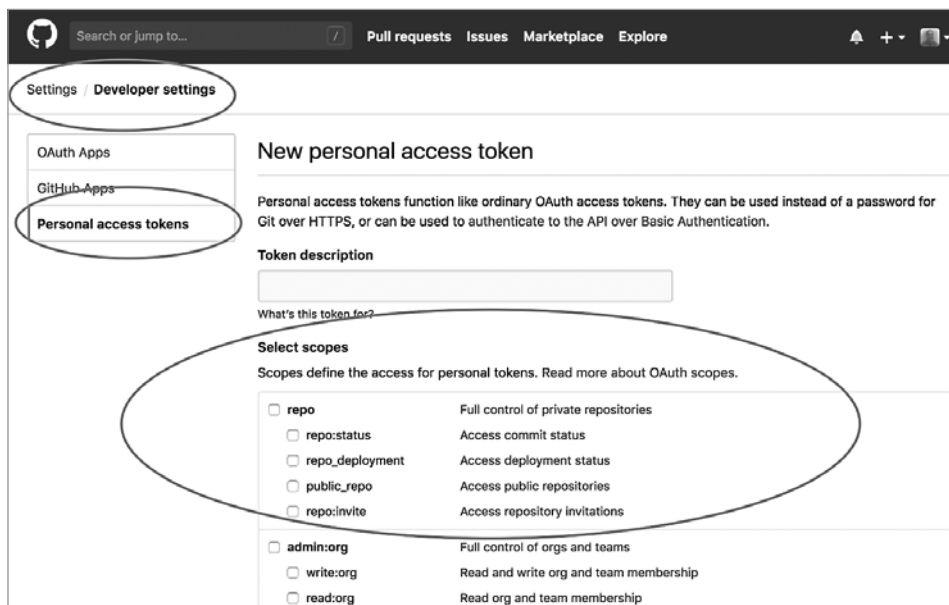 Search or jump to... / Pull requests Issues Marketplace Explore
Settings / Developer settings
OAuth Apps
GitHub Apps
Personal access tokens
New personal access token
Personal access tokens function like ordinary OAuth access tokens. They can be used instead of a password for
Git over HTTPS, or can be used to authenticate to the API over Basic Authentication.
Token description
What's this token for?
Select scopes
Scopes define the access for personal tokens. Read more about OAuth scopes.
repo Full control of private repositories
repo:status Access commit status
repo_deployment Access deployment status
public_repo Access public repositories
repo:invite Access repository invitations
admin:org Full control of orgs and teams
write:org Read and write org and team membership
read:org Read org and team membership